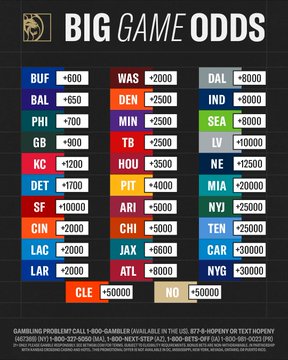 BIG GAME ODDS
BUF +600 WAS +2000 DAL +8000
BAL +650 DEN +2500 IND +8000
PHI +700 MIN +2500 SEA +8000
GB +900 TB +2500 LV +10000
KC +1200 HOU +3500 NE +12500
DET +1700 PIT +4000 MIA +20000
SF +10000 ARI +5000 NYJ +25000
CIN +2000 CHI +5000 TEN +25000
LAC +2000 JAX +6600 CAR +30000
LAR +2000 ATL +8000 NYG +30000
CLE +50000 NO +50000
GAMBLING PROBLEM? CALL 1-800-GAMBLER (AVAILABLE IN THE US), 877-8-HOPENY OR TEXT HOPENY
(467369) (NY) 1-800-327-5050 (MA), 1-800-NEXT-STEP (AZ), 1-800-BETS-OFF (IA) 1-800-981-0023 (PR)